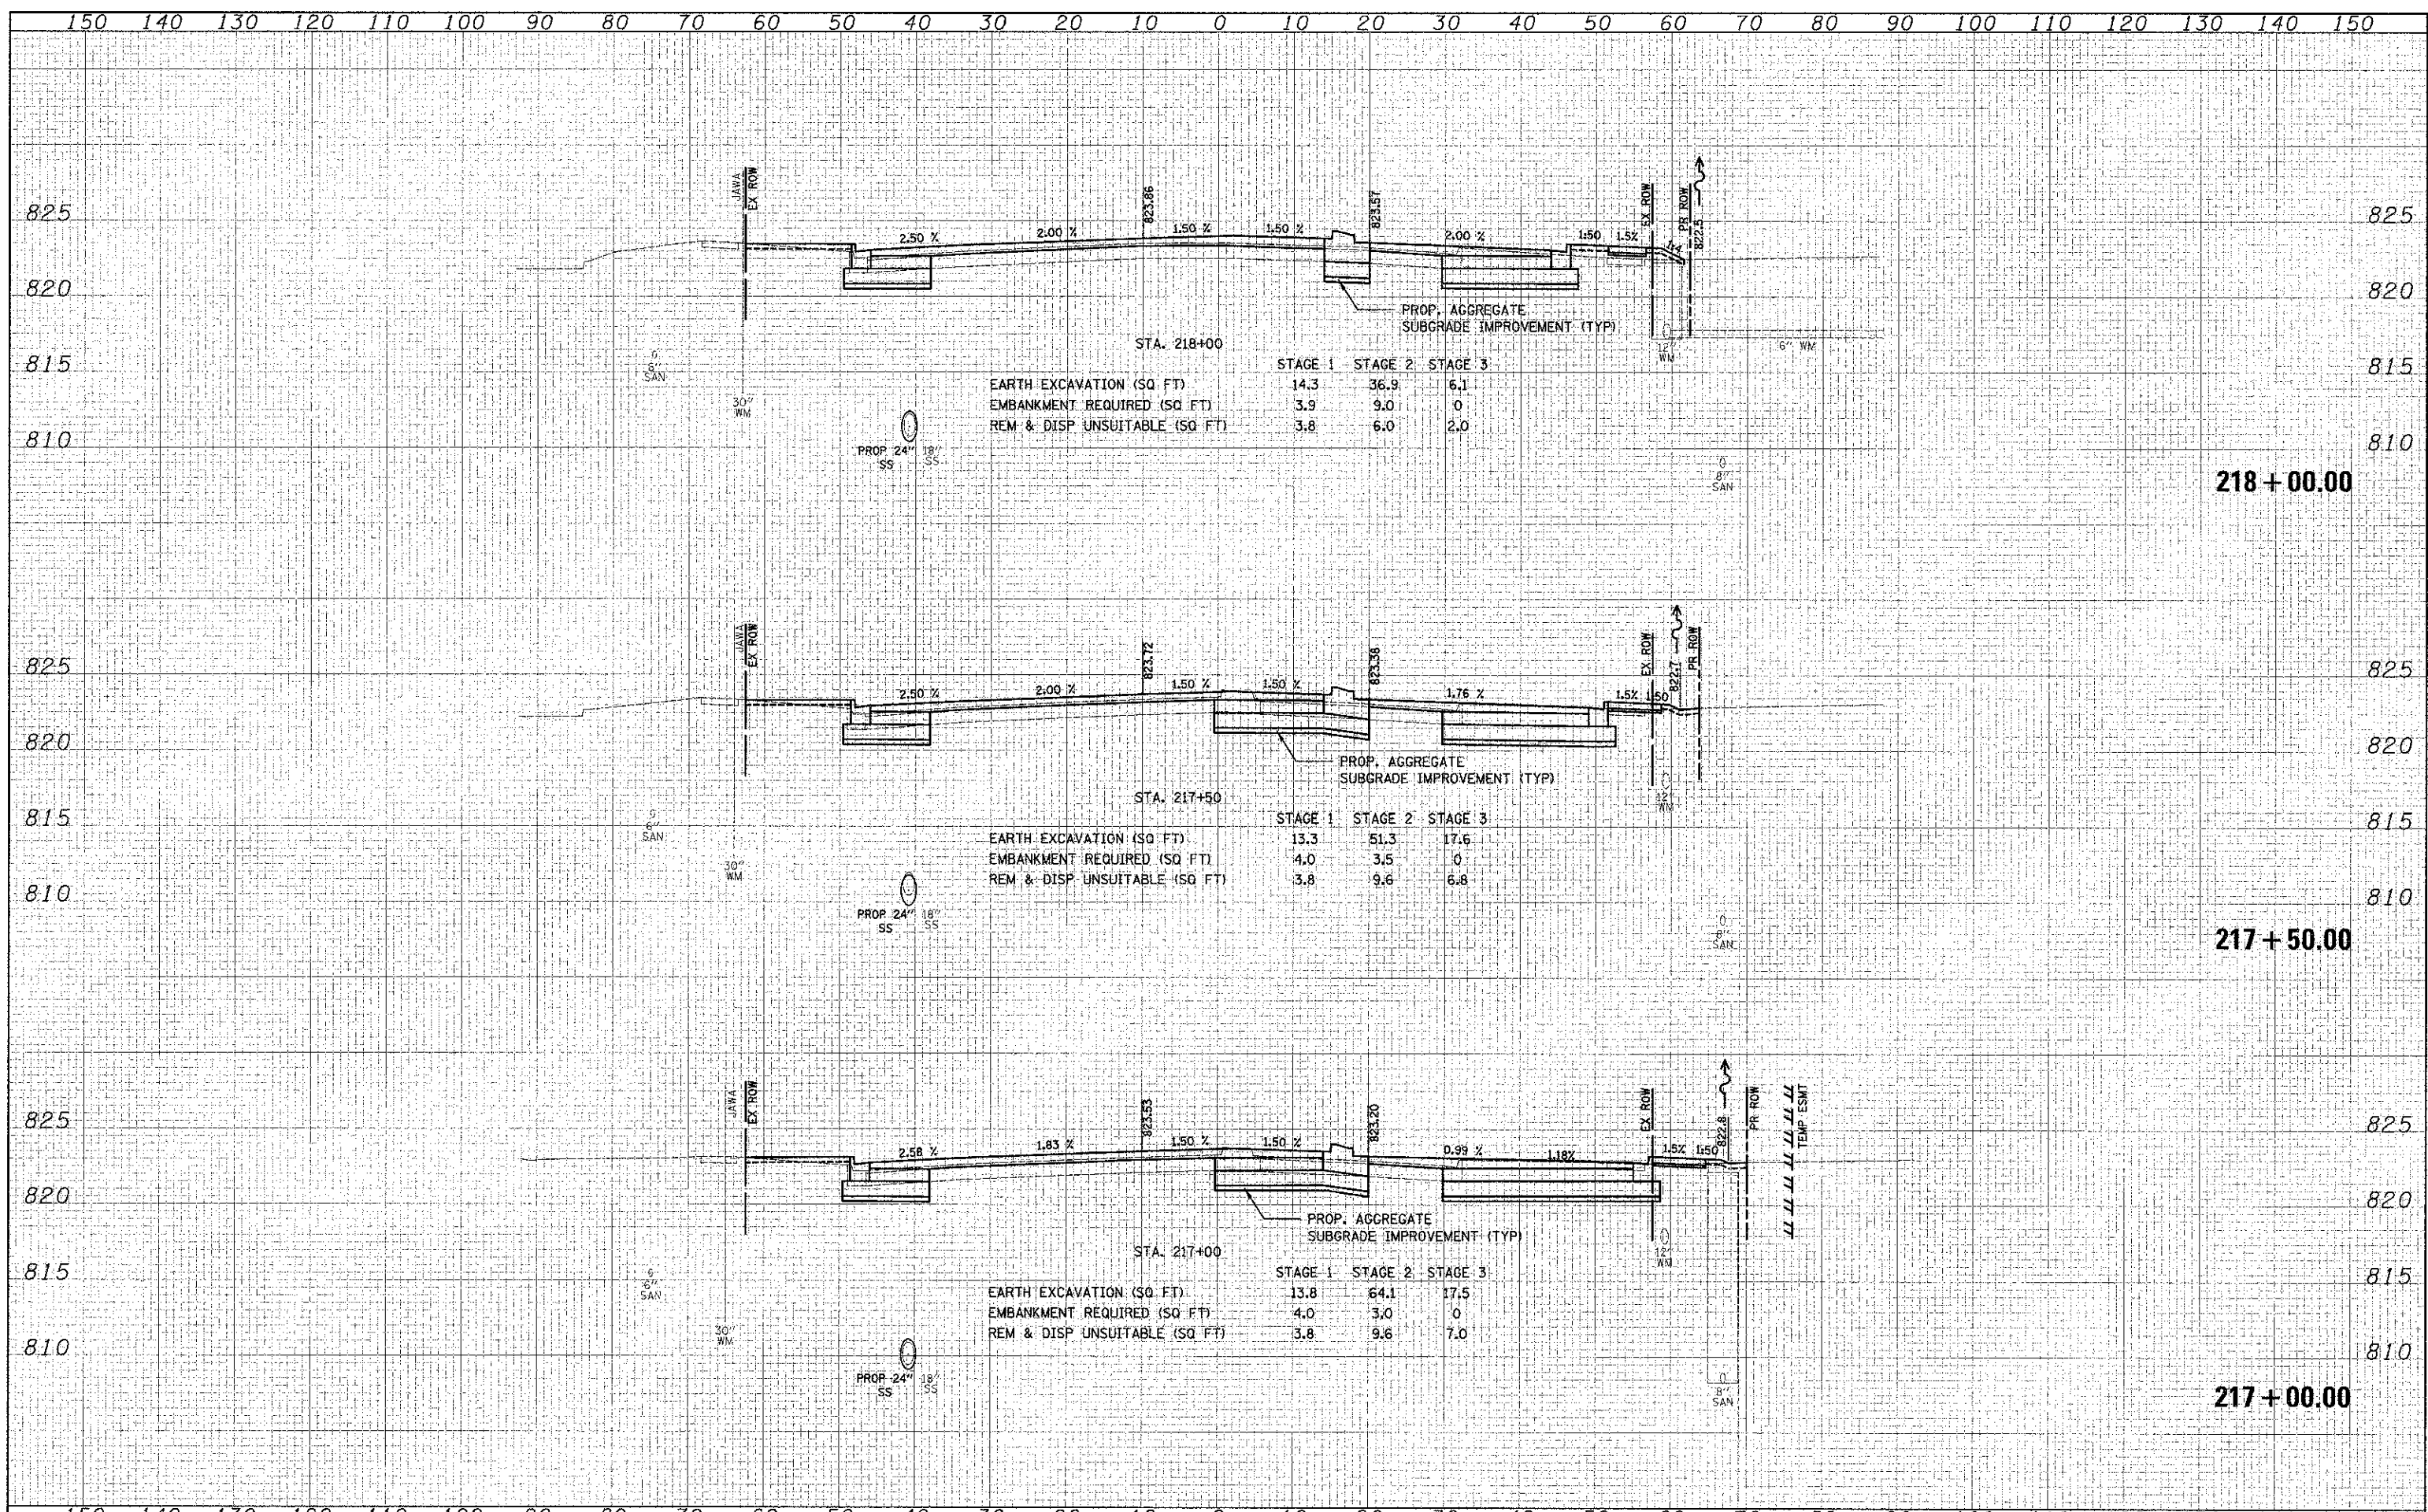 150 140 130 120 110 100 90 80 70 60 50 40 30 20 10 0 10 20 30 40 50 60 70 80 90 100 110 120 130 140 150
JAWA
EX ROW
823.86
823.57
EX ROW
PR ROW
822.5
825 825
2.50 % 2.00 % 1.50 % 1.50 % 2.00 % 1:50 1.5% 1:4
820 820
PROP. AGGREGATE
SUBGRADE IMPROVEMENT (TYP)
STA. 218+00
12" WM
6" WM
815 815
8" SAN
STAGE 1 STAGE 2 STAGE 3
EARTH EXCAVATION (SQ FT) 14.3 36.9 6.1
EMBANKMENT REQUIRED (SQ FT) 3.9 9.0 0
REM & DISP UNSUITABLE (SQ FT) 3.8 6.0 2.0
30" WM
810 810
PROP 24" SS
18" SS
8" SAN
218+00.00
JAWA
EX ROW
823.72
823.38
EX ROW
822.7
PR ROW
825 825
2.50 % 2.00 % 1.50 % 1.50 % 1.76 % 1.5% 1:50
820 820
PROP. AGGREGATE
SUBGRADE IMPROVEMENT (TYP)
STA. 217+50
12" WM
815 815
6" SAN
STAGE 1 STAGE 2 STAGE 3
EARTH EXCAVATION (SQ FT) 13.3 51.3 17.6
EMBANKMENT REQUIRED (SQ FT) 4.0 3.5 0
REM & DISP UNSUITABLE (SQ FT) 3.8 9.6 6.8
30" WM
810 810
PROP 24" SS
18" SS
8" SAN
217+50.00
JAWA
EX ROW
823.53
823.20
EX ROW
822.8
PR ROW
TEMP ESMT
825 825
2.58 % 1.83 % 1.50 % 1.50 % 0.99 % 1.18% 1.5% 1:50
820 820
PROP. AGGREGATE
SUBGRADE IMPROVEMENT (TYP)
STA. 217+00
12" WM
815 815
6" SAN
STAGE 1 STAGE 2 STAGE 3
EARTH EXCAVATION (SQ FT) 13.8 64.1 17.5
EMBANKMENT REQUIRED (SQ FT) 4.0 3.0 0
REM & DISP UNSUITABLE (SQ FT) 3.8 9.6 7.0
30" WM
810 810
PROP 24" SS
18" SS
8" SAN
217+00.00